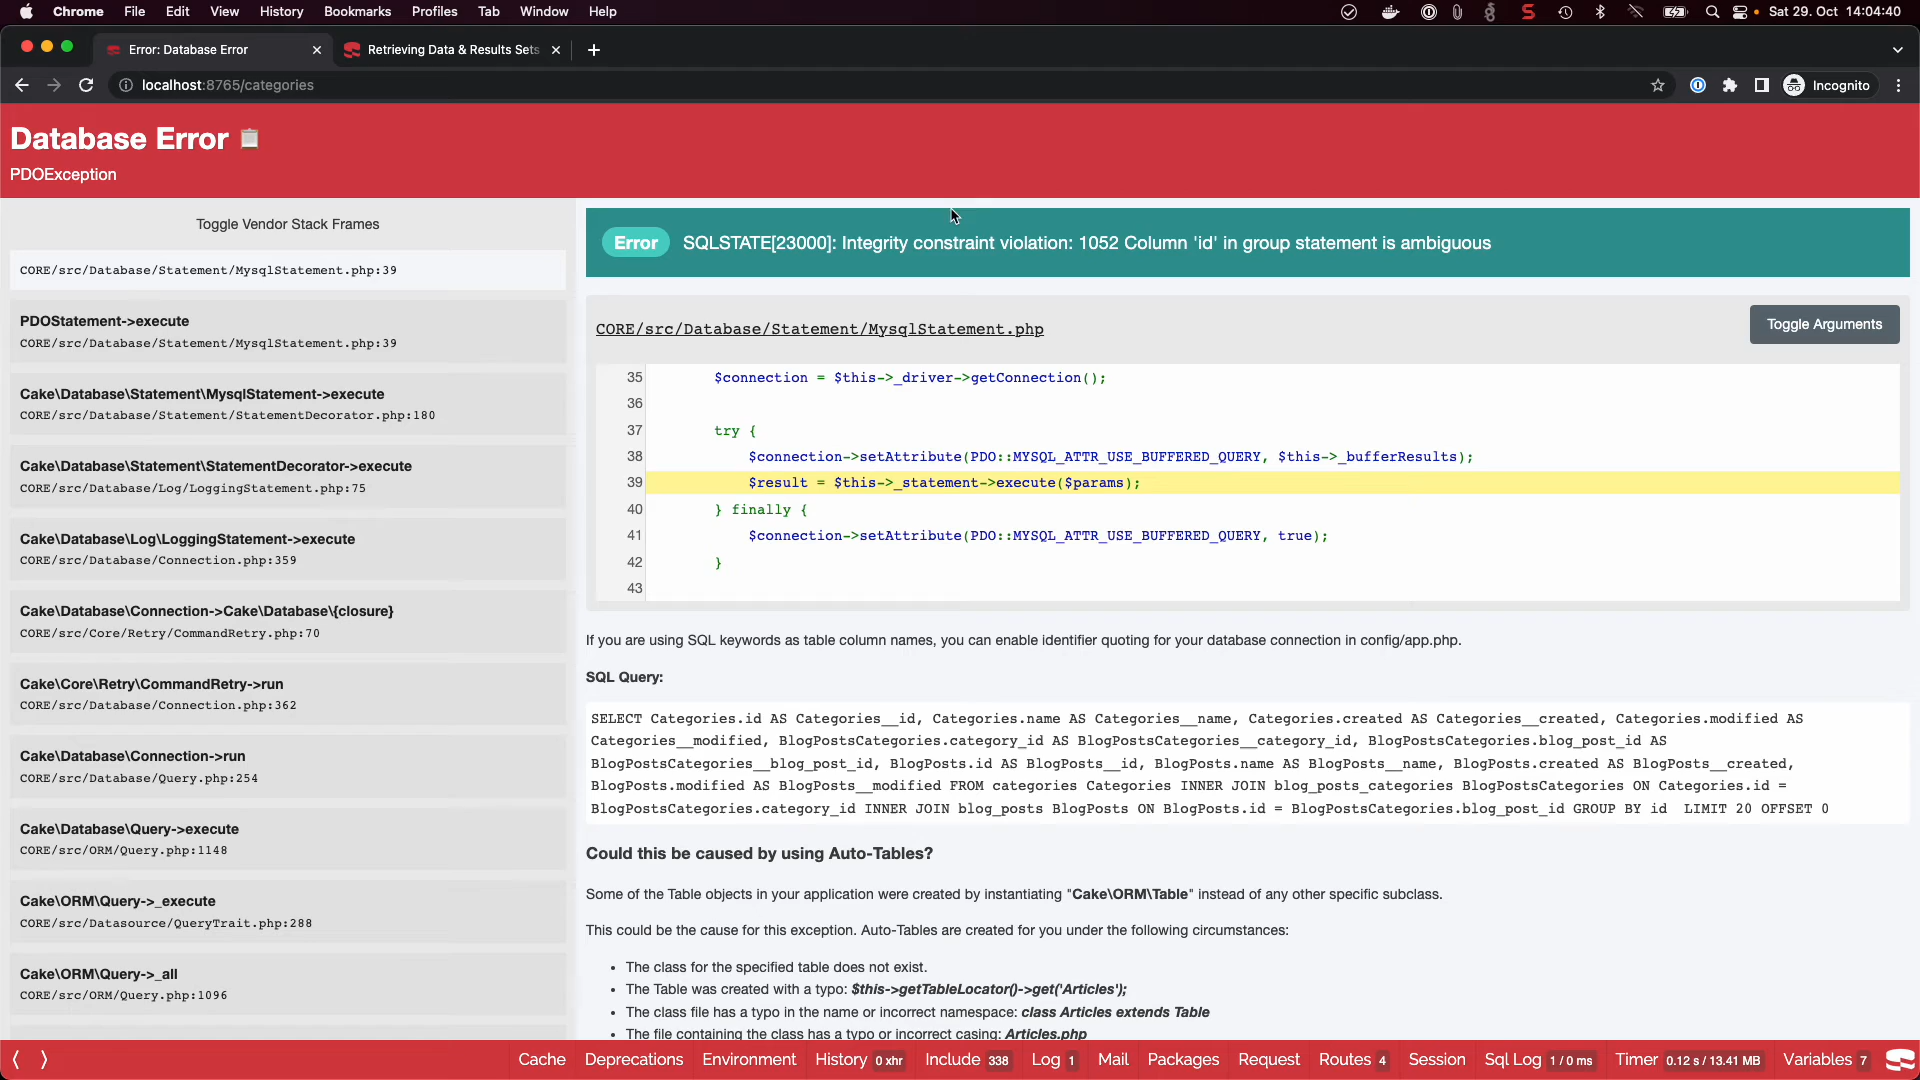 Chrome File Edit View History Bookmarks Profiles Tab Window Help Sat 29. Oct 14:04:40
Error: Database Error
Retrieving Data & Results Sets
localhost:8765/categories
Incognito
Database Error
PDOException
Toggle Vendor Stack Frames
CORE/src/Database/Statement/MysqlStatement.php:39
PDOStatement->execute
CORE/src/Database/Statement/MysqlStatement.php:39
Cake\Database\Statement\MysqlStatement->execute
CORE/src/Database/Statement/StatementDecorator.php:180
Cake\Database\Statement\StatementDecorator->execute
CORE/src/Database/Log/LoggingStatement.php:75
Cake\Database\Log\LoggingStatement->execute
CORE/src/Database/Connection.php:359
Cake\Database\Connection->Cake\Database\{closure}
CORE/src/Core/Retry/CommandRetry.php:70
Cake\Core\Retry\CommandRetry->run
CORE/src/Database/Connection.php:362
Cake\Database\Connection->run
CORE/src/Database/Query.php:254
Cake\Database\Query->execute
CORE/src/ORM/Query.php:1148
Cake\ORM\Query->_execute
CORE/src/Datasource/QueryTrait.php:288
Cake\ORM\Query->_all
CORE/src/ORM/Query.php:1096
Error SQLSTATE[23000]: Integrity constraint violation: 1052 Column 'id' in group statement is ambiguous
CORE/src/Database/Statement/MysqlStatement.php
Toggle Arguments
35 $connection = $this->_driver->getConnection();
36
37 try {
38 $connection->setAttribute(PDO::MYSQL_ATTR_USE_BUFFERED_QUERY, $this->_bufferResults);
39 $result = $this->_statement->execute($params);
40 } finally {
41 $connection->setAttribute(PDO::MYSQL_ATTR_USE_BUFFERED_QUERY, true);
42 }
43
If you are using SQL keywords as table column names, you can enable identifier quoting for your database connection in config/app.php.
SQL Query:
SELECT Categories.id AS Categories__id, Categories.name AS Categories__name, Categories.created AS Categories__created, Categories.modified AS
Categories__modified, BlogPostsCategories.category_id AS BlogPostsCategories__category_id, BlogPostsCategories.blog_post_id AS
BlogPostsCategories__blog_post_id, BlogPosts.id AS BlogPosts__id, BlogPosts.name AS BlogPosts__name, BlogPosts.created AS BlogPosts__created,
BlogPosts.modified AS BlogPosts__modified FROM categories Categories INNER JOIN blog_posts_categories BlogPostsCategories ON Categories.id =
BlogPostsCategories.category_id INNER JOIN blog_posts BlogPosts ON BlogPosts.id = BlogPostsCategories.blog_post_id GROUP BY id LIMIT 20 OFFSET 0
Could this be caused by using Auto-Tables?
Some of the Table objects in your application were created by instantiating "Cake\ORM\Table" instead of any other specific subclass.
This could be the cause for this exception. Auto-Tables are created for you under the following circumstances:
• The class for the specified table does not exist.
• The Table was created with a typo: $this->getTableLocator()->get('Articles');
• The class file has a typo in the name or incorrect namespace: class Articles extends Table
• The file containing the class has a typo or incorrect casing: Articles.php
Cache Deprecations Environment History 0 xhr Include 338 Log 1 Mail Packages Request Routes 4 Session Sql Log 1 / 0 ms Timer 0.12 s / 13.41 MB Variables 7